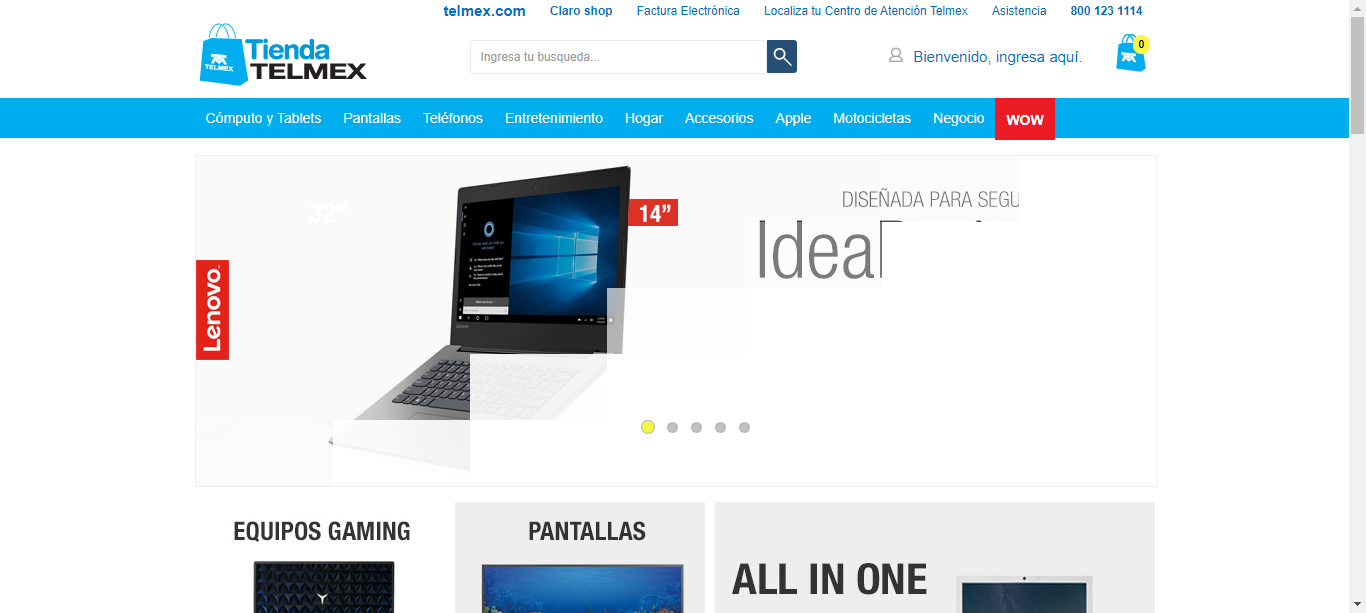 telmex.com Claro shop Factura Electrónica Localiza tu Centro de Atención Telmex Asistencia 800 123 1114
Tienda
TELMEX
TELMEX
Ingresa tu busqueda...
Bienvenido, ingresa aquí.
0
Cómputo y Tablets Pantallas Teléfonos Entretenimiento Hogar Accesorios Apple Motocicletas Negocio WOW
32"
14"
DISEÑADA PARA SEGU
Idea
Lenovo
EQUIPOS GAMING
PANTALLAS
ALL IN ONE